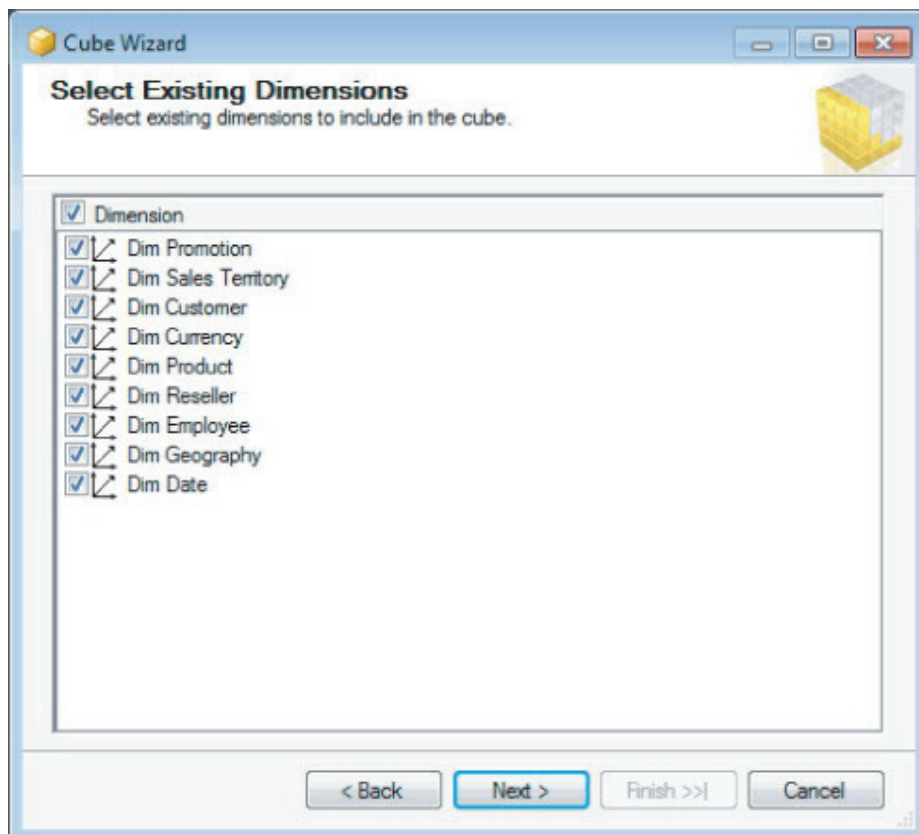 Cube Wizard
Select Existing Dimensions
Select existing dimensions to include in the cube.
Dimension
Dim Promotion
Dim Sales Territory
Dim Customer
Dim Currency
Dim Product
Dim Reseller
Dim Employee
Dim Geography
Dim Date
< Back Next > Finish >>| Cancel